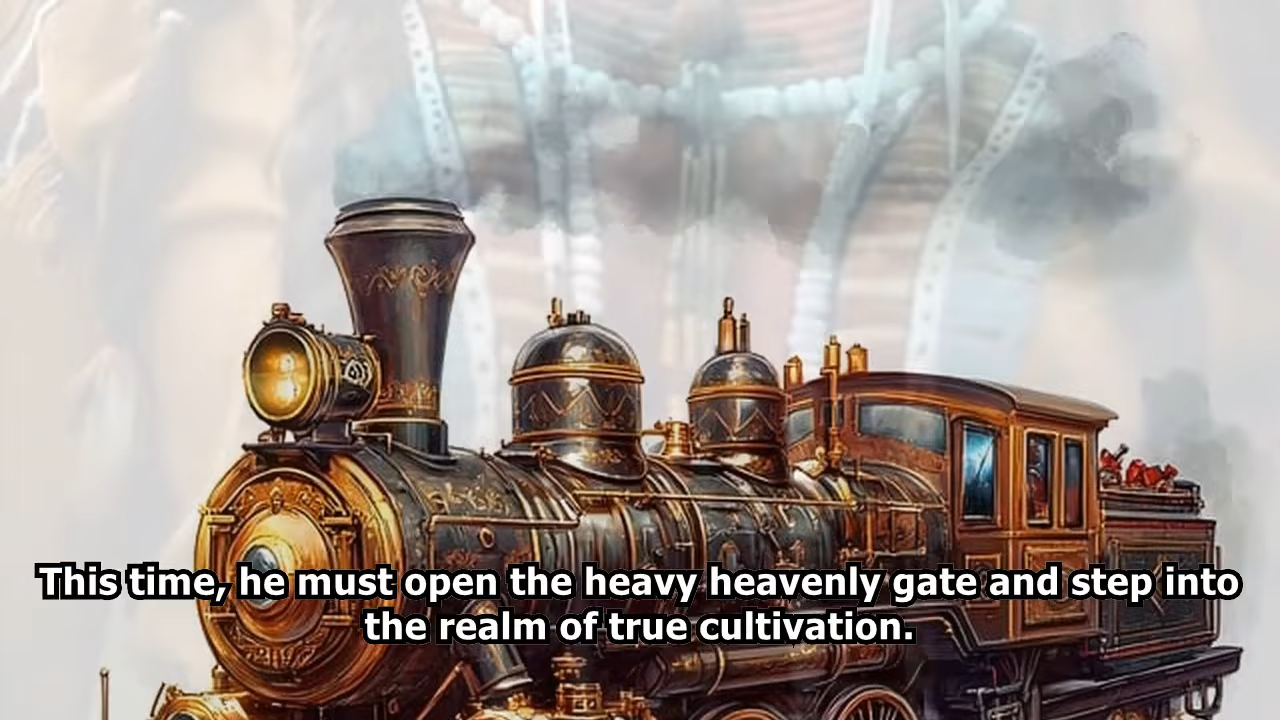 This time, he must open the heavy heavenly gate and step into
the realm of true cultivation.